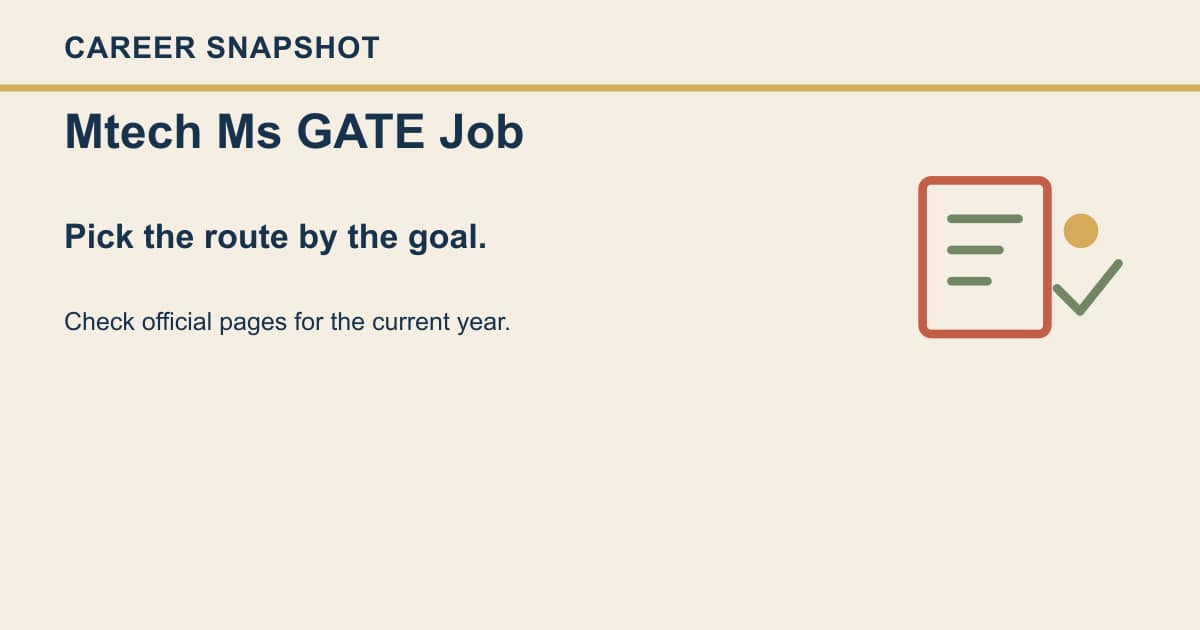 CAREER SNAPSHOT
Mtech Ms GATE Job
Pick the route by the goal.
Check official pages for the current year.